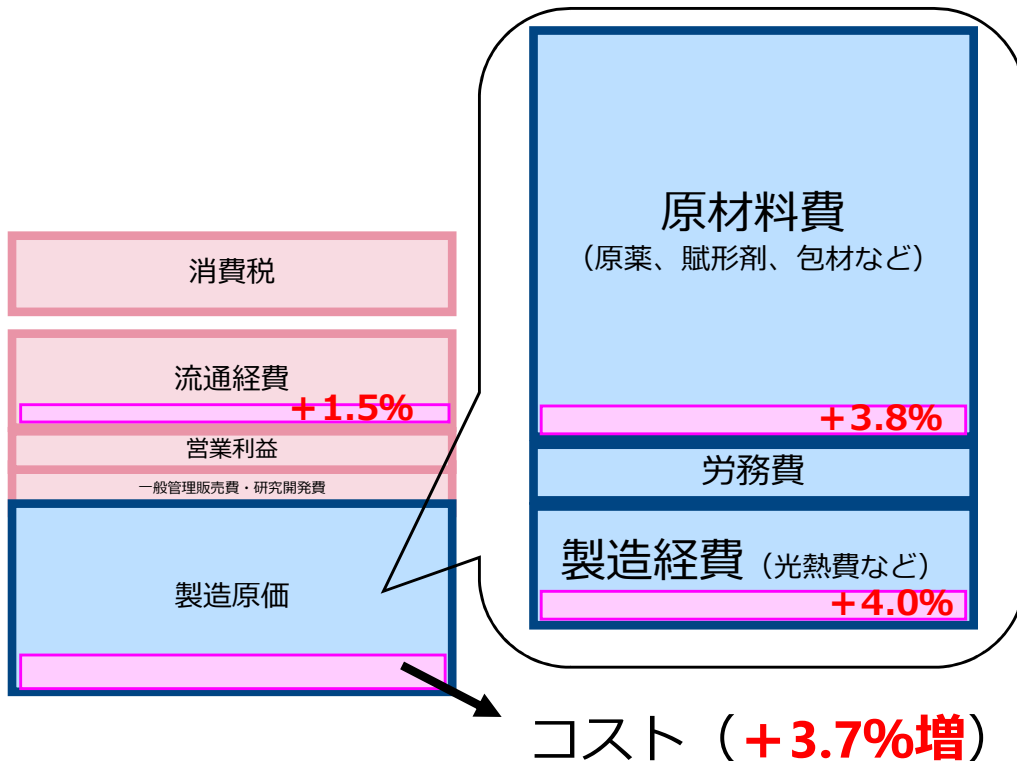 消費税
流通経費
+1.5%
営業利益
一般管理販売費・研究開発費
製造原価
原材料費
（原薬、賦形剤、包材など）
+3.8%
労務費
製造経費（光熱費など）
+4.0%
コスト（+3.7%増）